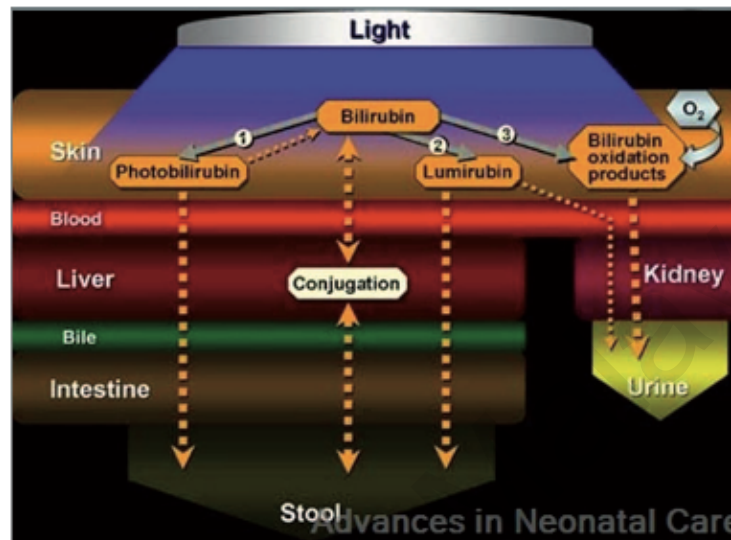 Light
Bilirubin
O₂
1
2
3
Skin
Photobilirubin
Lumirubin
Bilirubin
oxidation
products
Blood
Liver
Conjugation
Kidney
Bile
Intestine
Urine
Stool
Advances in Neonatal Care